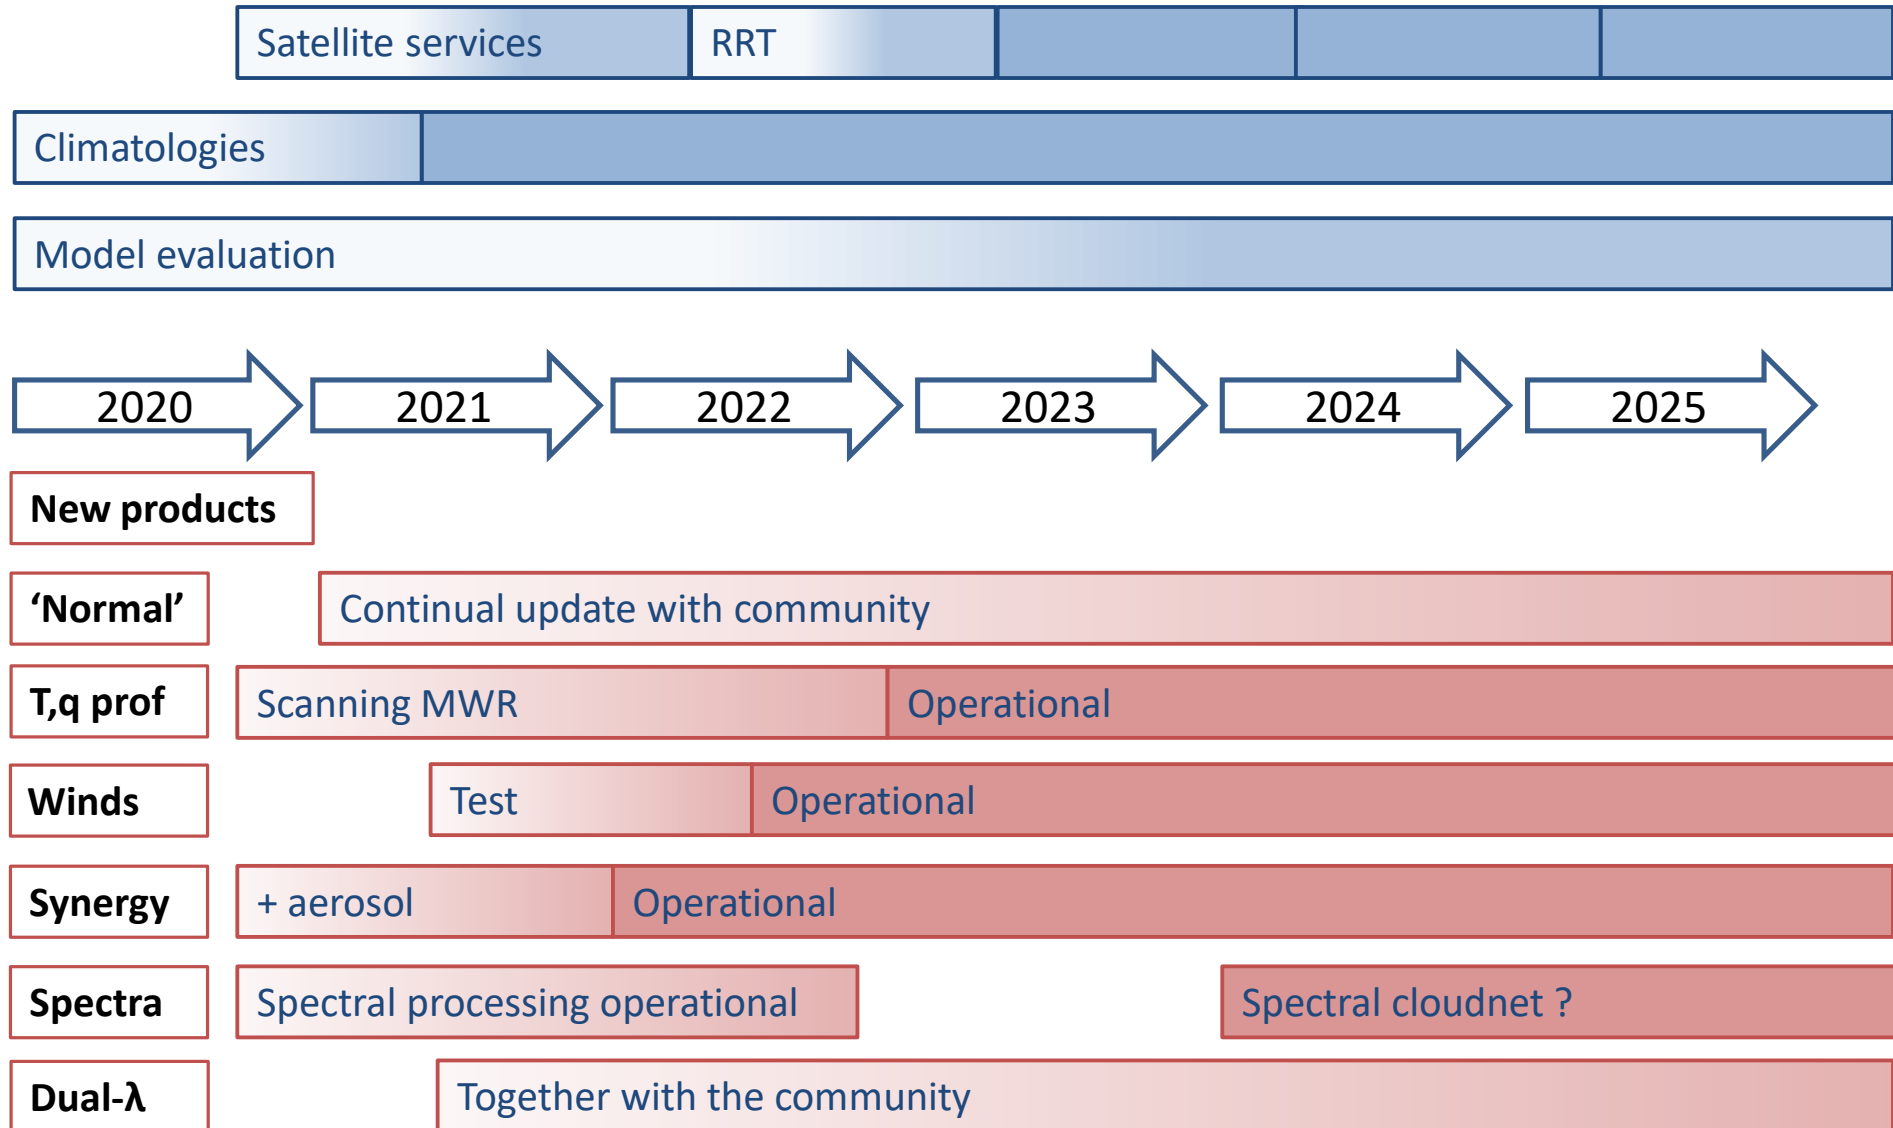 Satellite services RRT
Climatologies
Model evaluation
2020 2021 2022 2023 2024 2025
New products
‘Normal’ Continual update with community
T,q prof Scanning MWR Operational
Winds Test Operational
Synergy + aerosol Operational
Spectra Spectral processing operational Spectral cloudnet ?
Dual-λ Together with the community